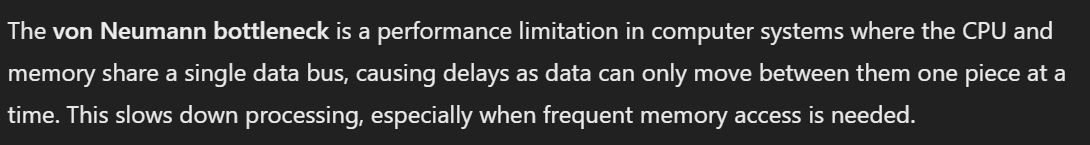 The von Neumann bottleneck is a performance limitation in computer systems where the CPU and
memory share a single data bus, causing delays as data can only move between them one piece at a
time. This slows down processing, especially when frequent memory access is needed.